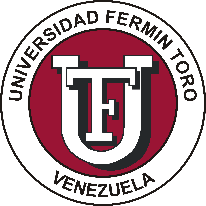 UNIVERSIDAD FERMIN TORO
UFT
VENEZUELA